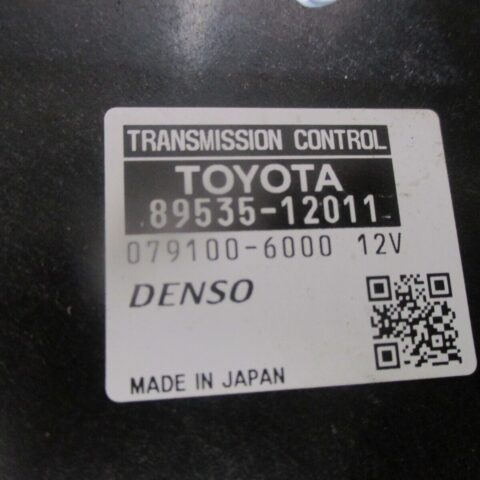 TRANSMISSION CONTROL
TOYOTA
89535-12011
079100-6000 12V
DENSO
MADE IN JAPAN